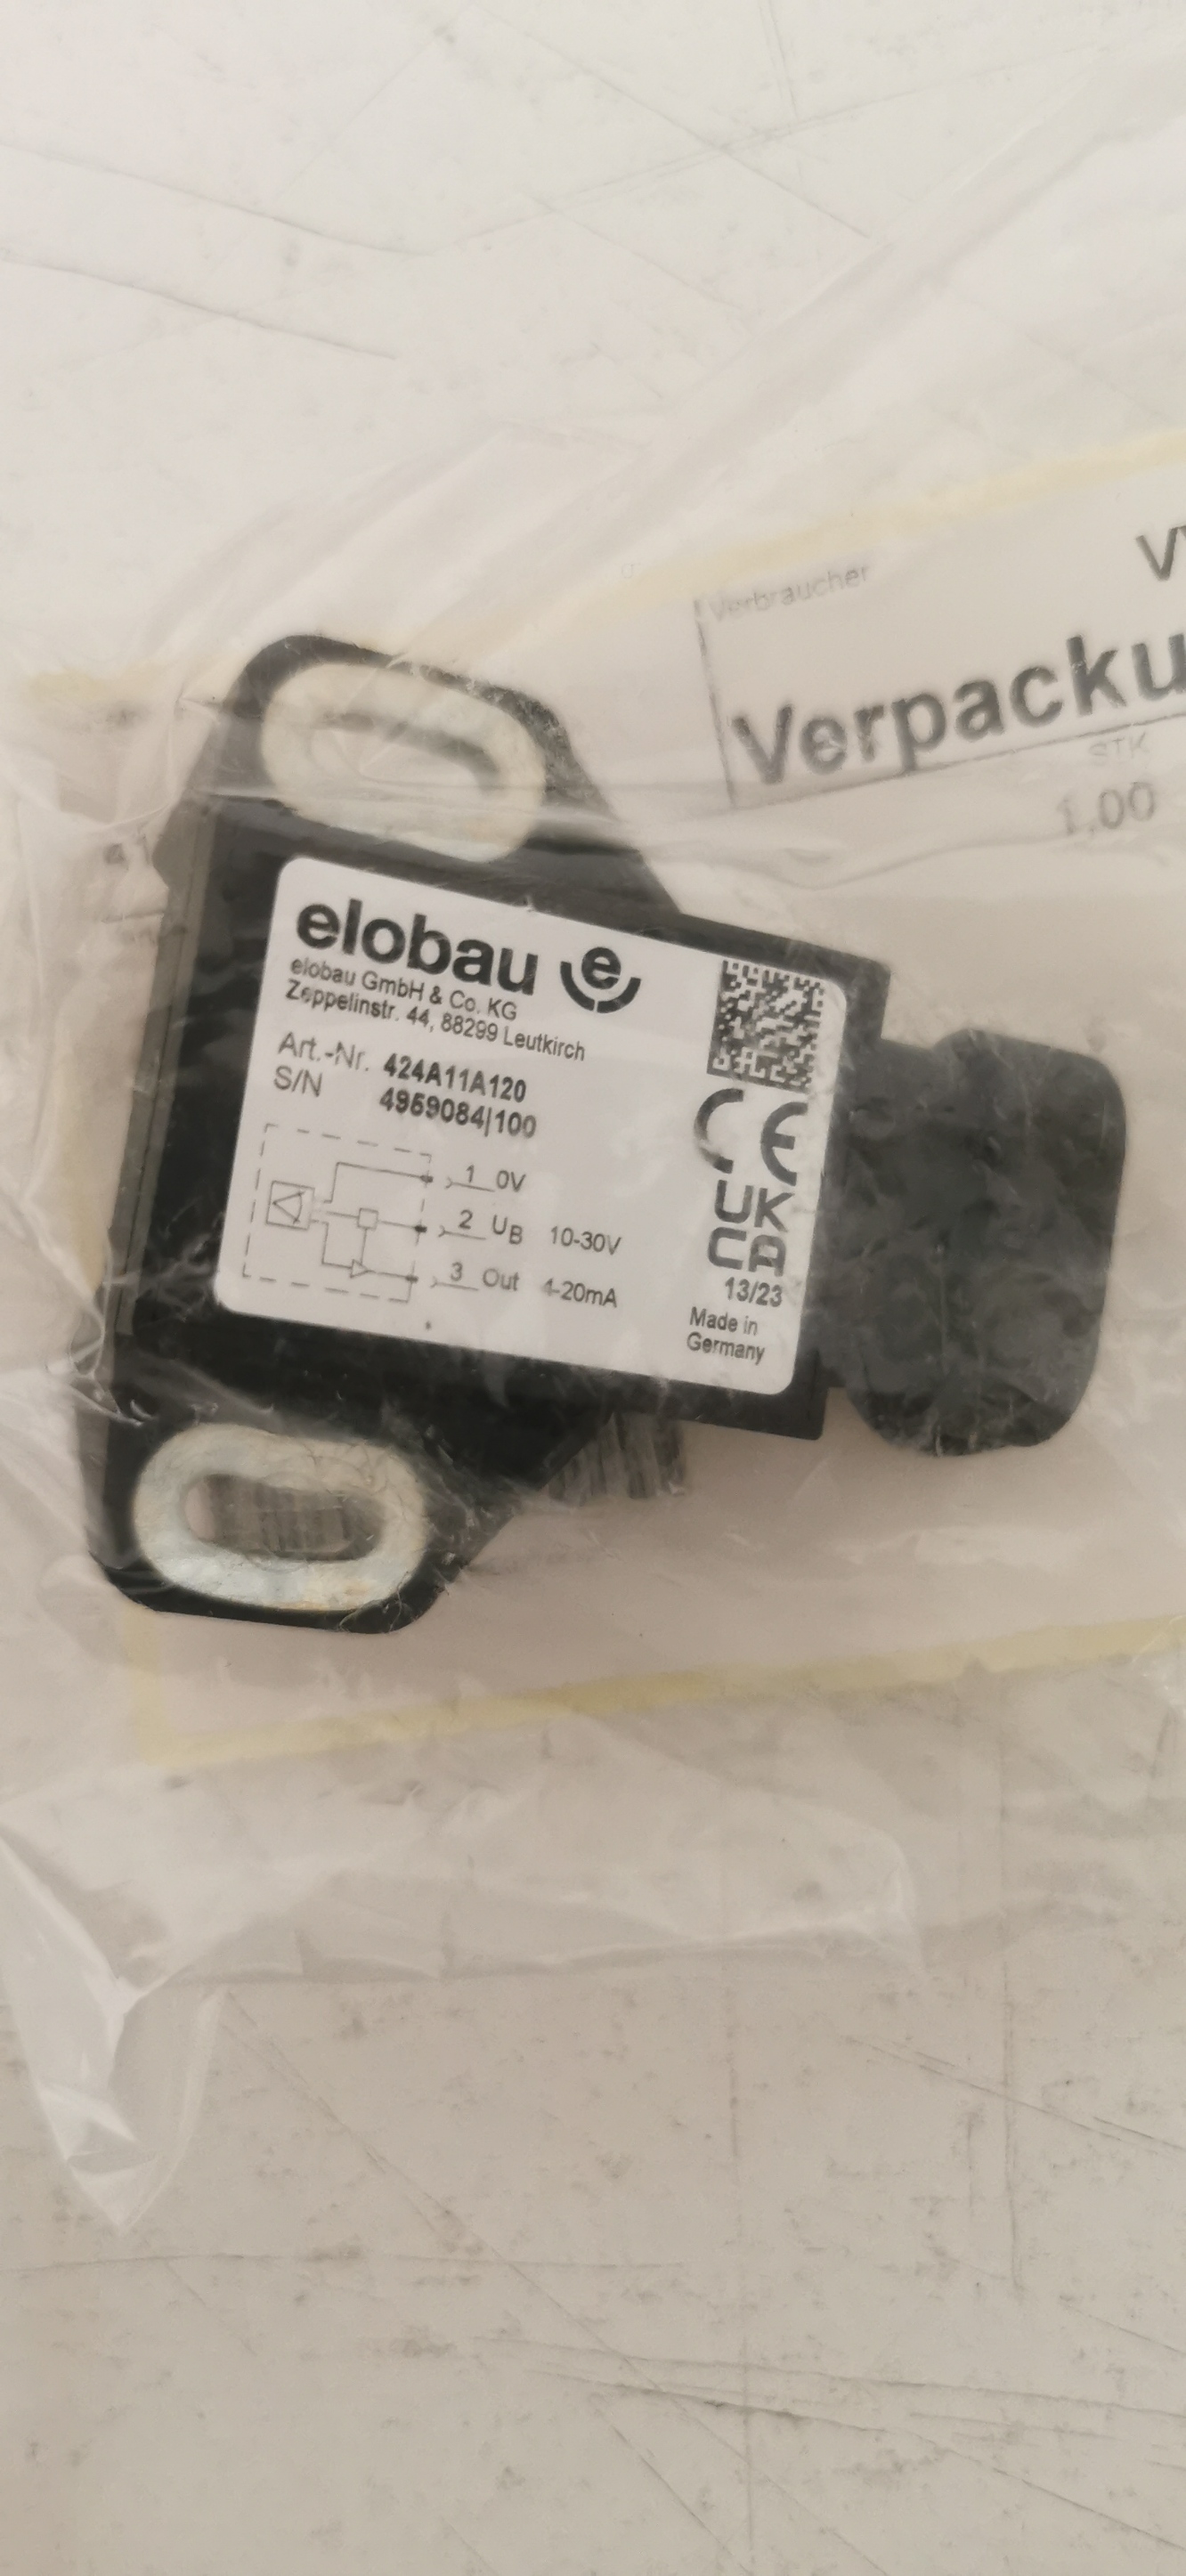 Verbraucher
Verpacku
STK
1,00
elobau e
elobau GmbH & Co. KG
Zeppelinstr. 44, 88299 Leutkirch
Art.-Nr. 424A11A120
S/N 4959084|100
1 0V
2 UB 10-30V
3 Out 4-20mA
CE
UK
CA
13/23
Made in
Germany